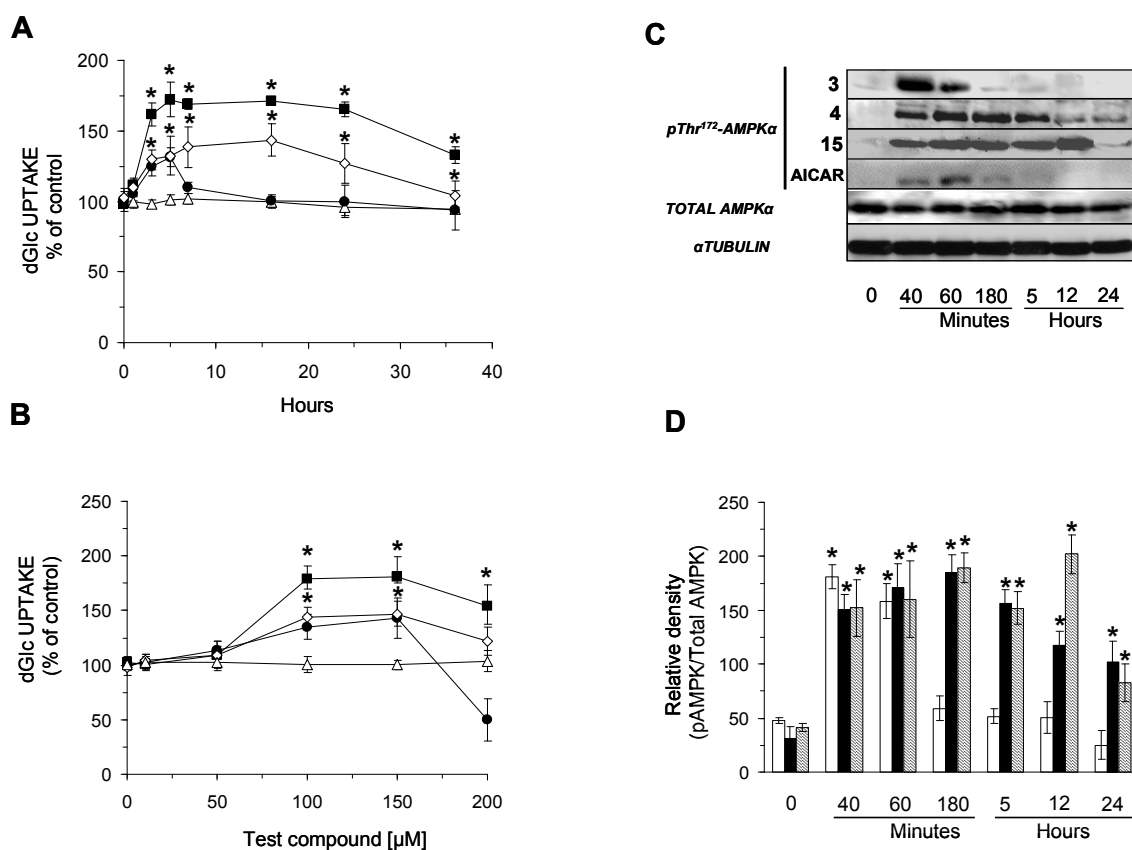 A
200
150
100
50
0
dGlc UPTAKE
% of control
* * * * * *
* * * * * *
0 10 20 30 40
Hours
B
250
200
150
100
50
0
dGlc UPTAKE
(% of control)
* * *
* *
0 50 100 150 200
Test compound [µM]
C
pThr172-AMPKα
3
4
15
AICAR
TOTAL AMPKα
αTUBULIN
0 40 60 180 5 12 24
Minutes Hours
D
250
200
150
100
50
0
Relative density
(pAMPK/Total AMPK)
* * * * * * * * * * * * * *
0 40 60 180 5 12 24
Minutes Hours